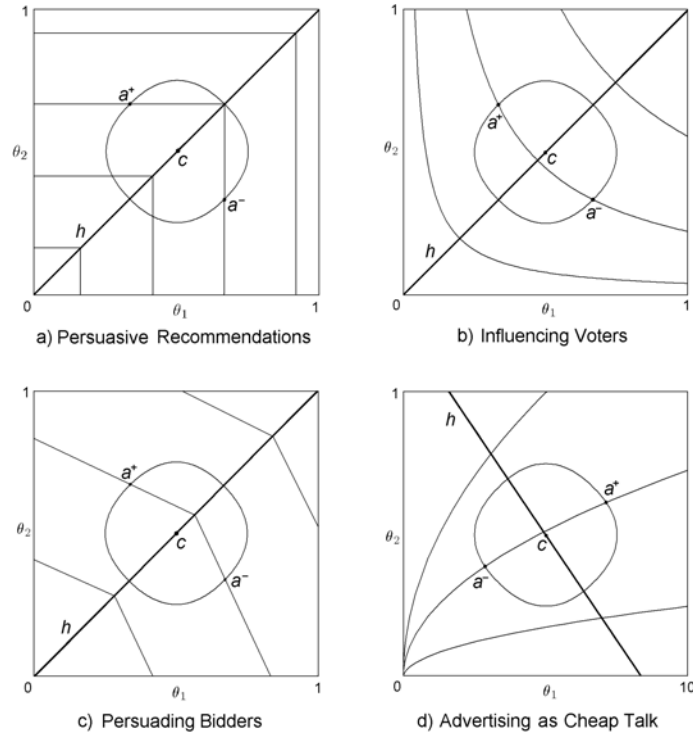 1
a⁺
θ₂
c
a⁻
h
0
θ₁
1
a) Persuasive Recommendations
1
a⁺
θ₂
c
a⁻
h
0
θ₁
1
b) Influencing Voters
1
a⁺
θ₂
c
a⁻
h
0
θ₁
1
c) Persuading Bidders
1
h
a⁺
θ₂
c
a⁻
0
θ₁
10
d) Advertising as Cheap Talk